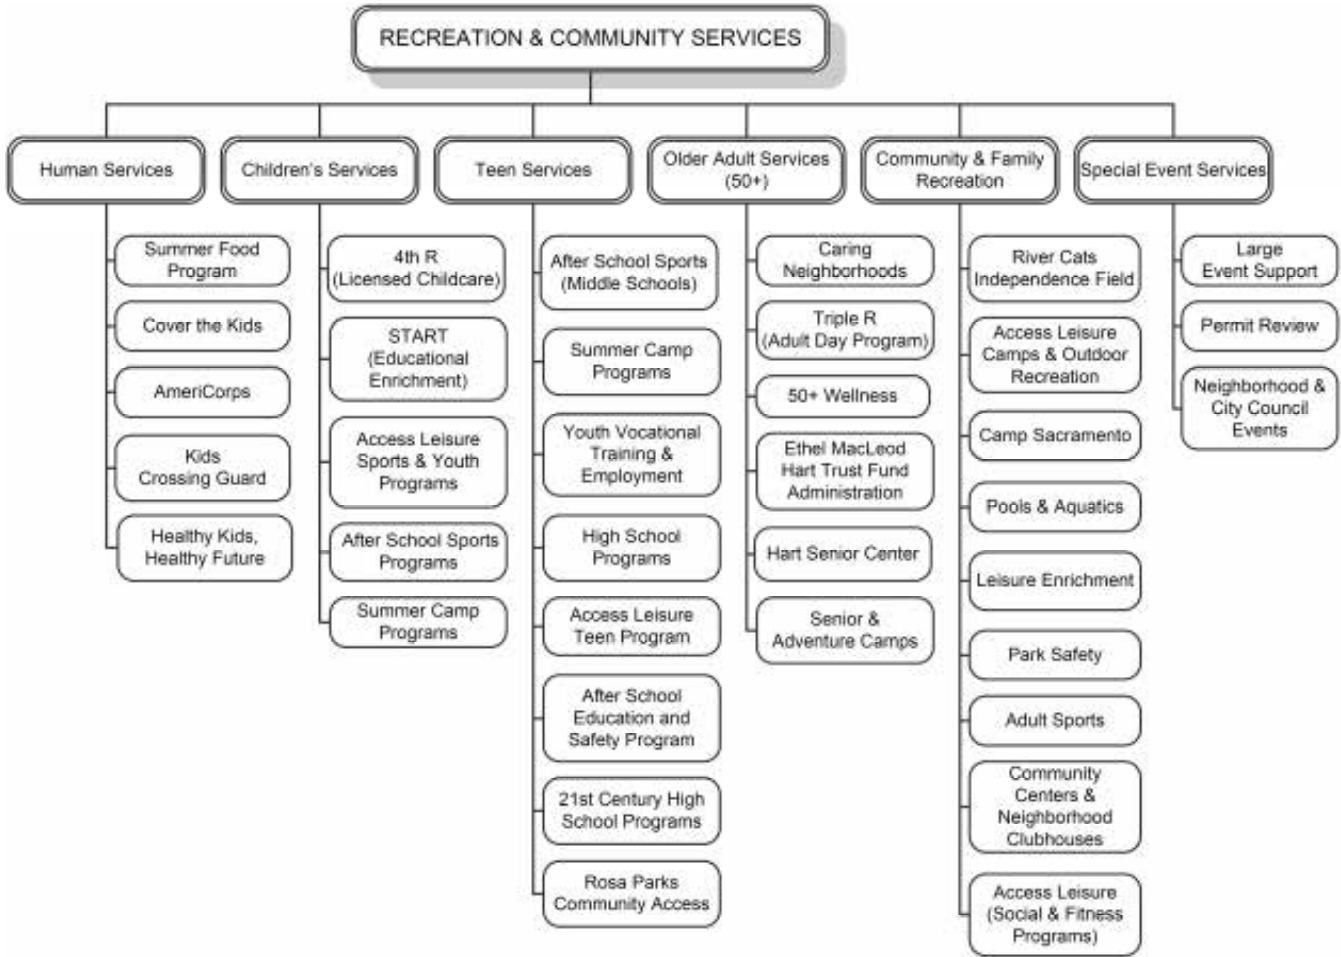 RECREATION & COMMUNITY SERVICES
Human Services
Summer Food
Program
Cover the Kids
AmeriCorps
Kids
Crossing Guard
Healthy Kids,
Healthy Future
Children's Services
4th R
(Licensed Childcare)
START
(Educational
Enrichment)
Access Leisure
Sports & Youth
Programs
After School Sports
Programs
Summer Camp
Programs
Teen Services
After School Sports
(Middle Schools)
Summer Camp
Programs
Youth Vocational
Training &
Employment
High School
Programs
Access Leisure
Teen Program
After School
Education and
Safety Program
21st Century High
School Programs
Rosa Parks
Community Access
Older Adult Services
(50+)
Caring
Neighborhoods
Triple R
(Adult Day Program)
50+ Wellness
Ethel MacLeod
Hart Trust Fund
Administration
Hart Senior Center
Senior &
Adventure Camps
Community & Family
Recreation
River Cats
Independence Field
Access Leisure
Camps & Outdoor
Recreation
Camp Sacramento
Pools & Aquatics
Leisure Enrichment
Park Safety
Adult Sports
Community
Centers &
Neighborhood
Clubhouses
Access Leisure
(Social & Fitness
Programs)
Special Event Services
Large
Event Support
Permit Review
Neighborhood &
City Council
Events